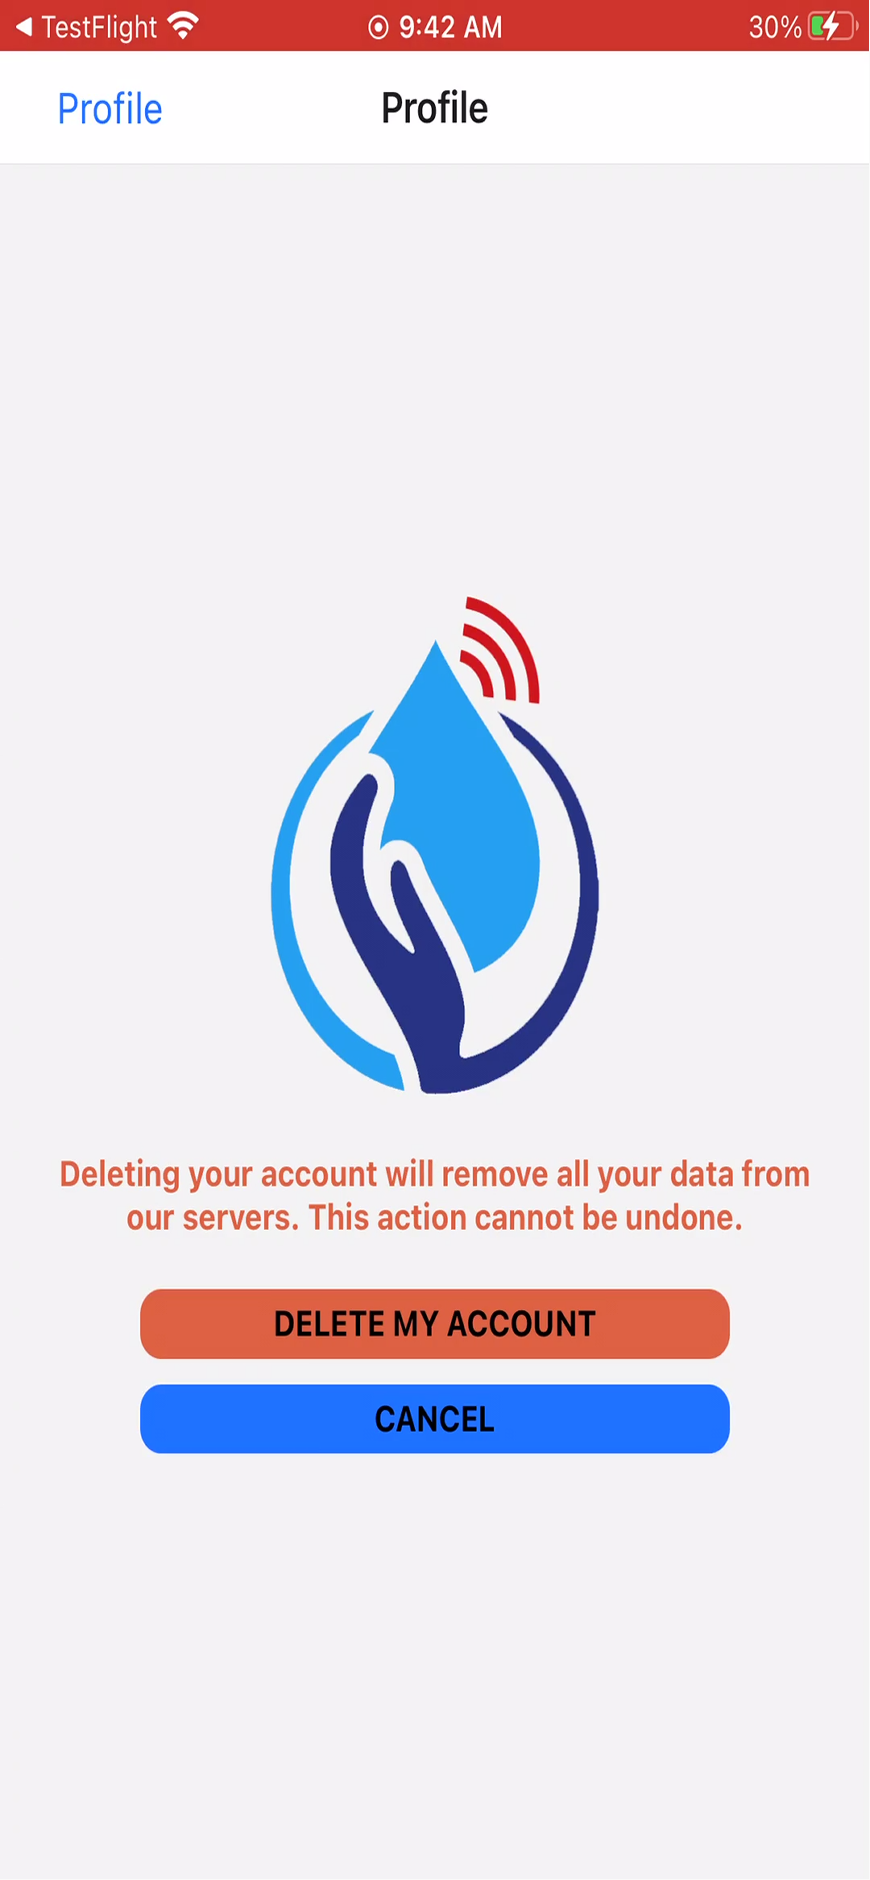 TestFlight 9:42 AM 30%
Profile Profile
Deleting your account will remove all your data from
our servers. This action cannot be undone.
DELETE MY ACCOUNT
CANCEL